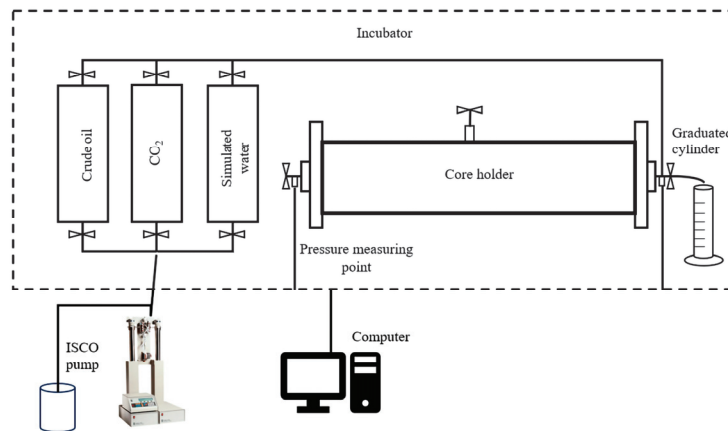 Incubator
Crude oil
CC₂
Simulated
water
Core holder
Graduated
cylinder
Pressure measuring
point
ISCO
pump
Computer